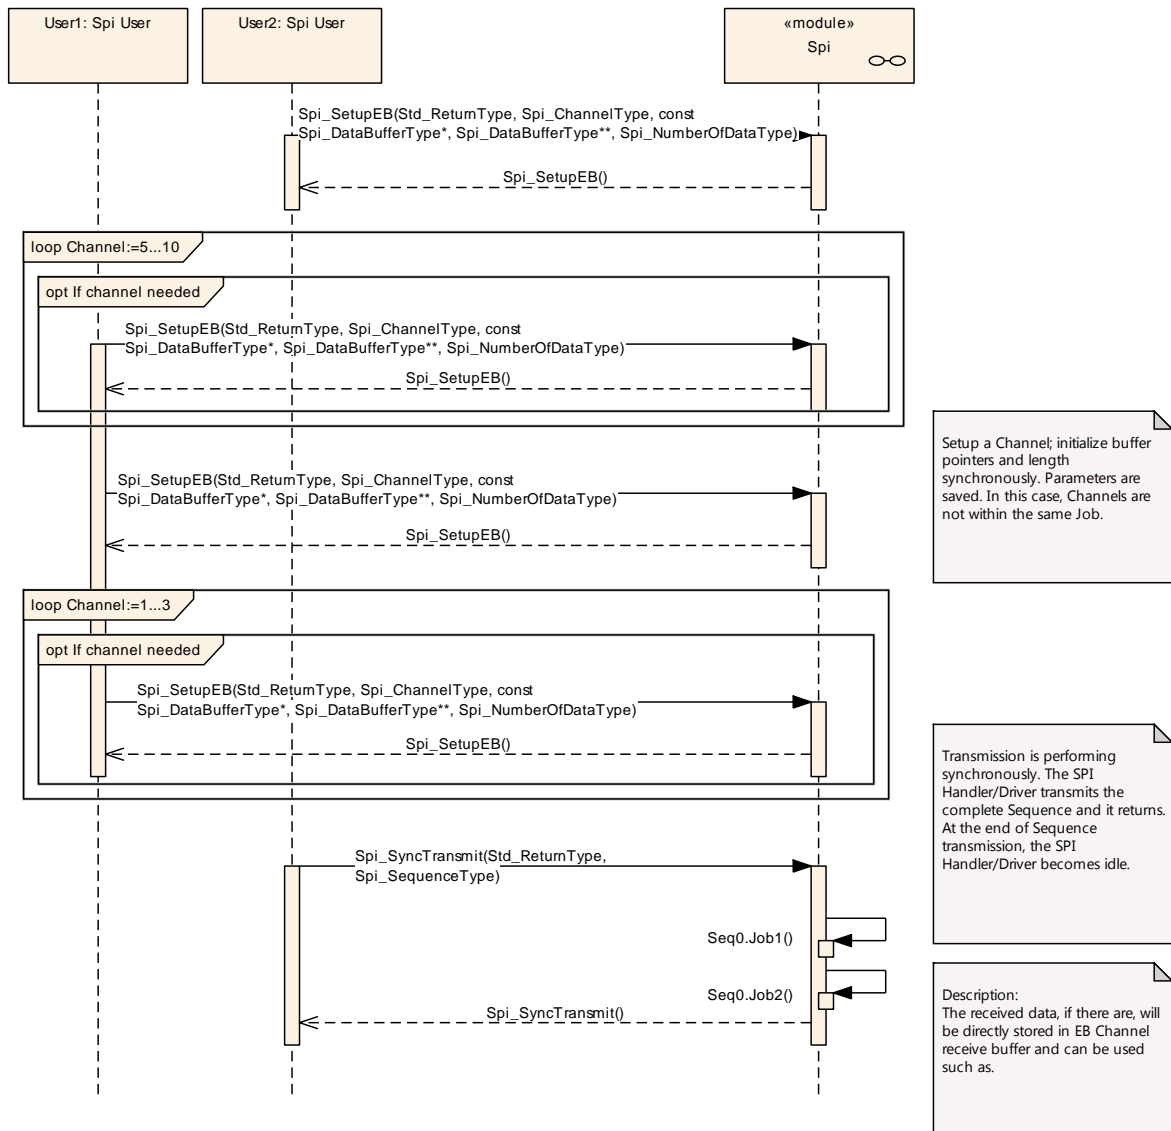 User1: Spi User
User2: Spi User
«module»
Spi
Spi_SetupEB(Std_ReturnType, Spi_ChannelType, const
Spi_DataBufferType*, Spi_DataBufferType**, Spi_NumberOfDataType)
Spi_SetupEB()
loop Channel:=5...10
opt If channel needed
Spi_SetupEB(Std_ReturnType, Spi_ChannelType, const
Spi_DataBufferType*, Spi_DataBufferType**, Spi_NumberOfDataType)
Spi_SetupEB()
Setup a Channel; initialize buffer
pointers and length
synchronously. Parameters are
saved. In this case, Channels are
not within the same Job.
Spi_SetupEB(Std_ReturnType, Spi_ChannelType, const
Spi_DataBufferType*, Spi_DataBufferType**, Spi_NumberOfDataType)
Spi_SetupEB()
loop Channel:=1...3
opt If channel needed
Spi_SetupEB(Std_ReturnType, Spi_ChannelType, const
Spi_DataBufferType*, Spi_DataBufferType**, Spi_NumberOfDataType)
Spi_SetupEB()
Transmission is performing
synchronously. The SPI
Handler/Driver transmits the
complete Sequence and it returns.
At the end of Sequence
transmission, the SPI
Handler/Driver becomes idle.
Spi_SyncTransmit(Std_ReturnType,
Spi_SequenceType)
Seq0.Job1()
Seq0.Job2()
Spi_SyncTransmit()
Description:
The received data, if there are, will
be directly stored in EB Channel
receive buffer and can be used
such as.